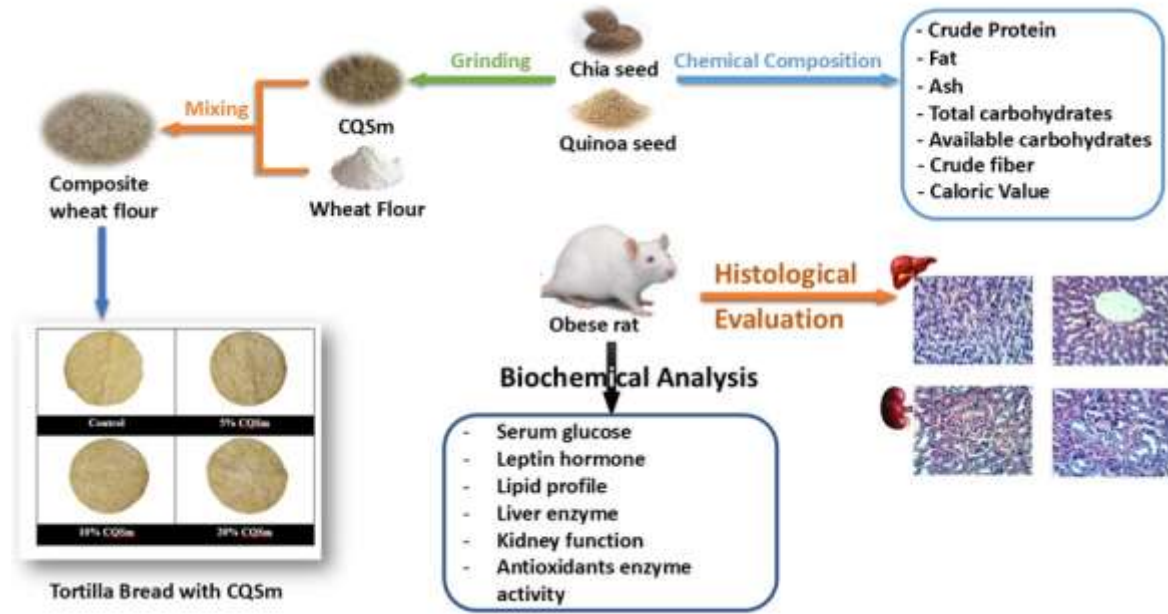 Grinding
Chia seed
Chemical Composition
- Crude Protein
- Fat
- Ash
- Total carbohydrates
- Available carbohydrates
- Crude fiber
- Caloric Value
Mixing
CQSm
Quinoa seed
Composite
wheat flour
Wheat Flour
Obese rat
Histological
Evaluation
Biochemical Analysis
- Serum glucose
- Leptin hormone
- Lipid profile
- Liver enzyme
- Kidney function
- Antioxidants enzyme
activity
Control
5% CQSm
10% CQSm
20% CQSm
Tortilla Bread with CQSm